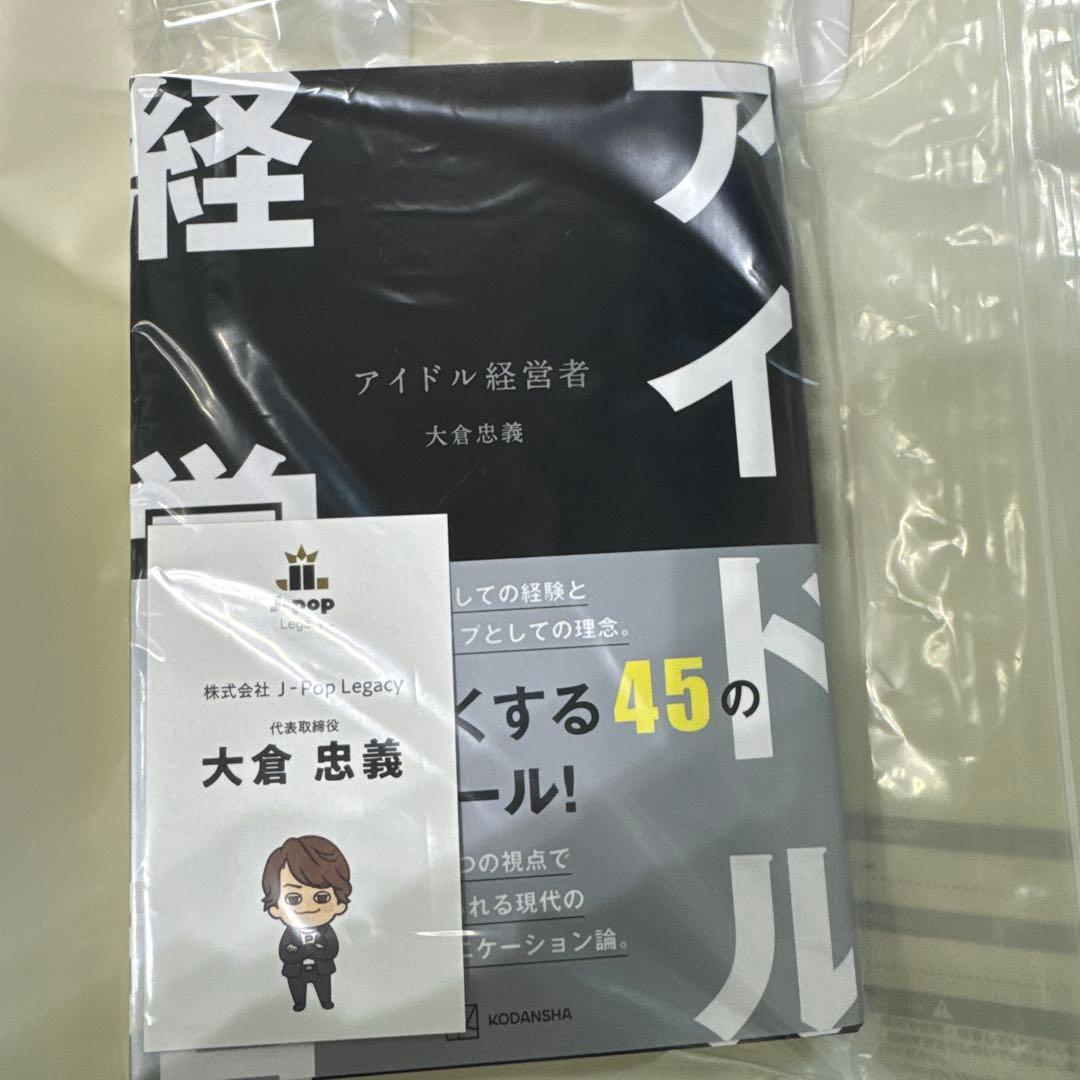 アイドル
経営
アイドル経営者
大倉忠義
しての経験と
プとしての理念。
くする45の
ール!
つの視点で
れる現代の
ニケーション論。
KODANSHA
J-pop
Legacy
株式会社 J-Pop Legacy
代表取締役
大倉 忠義